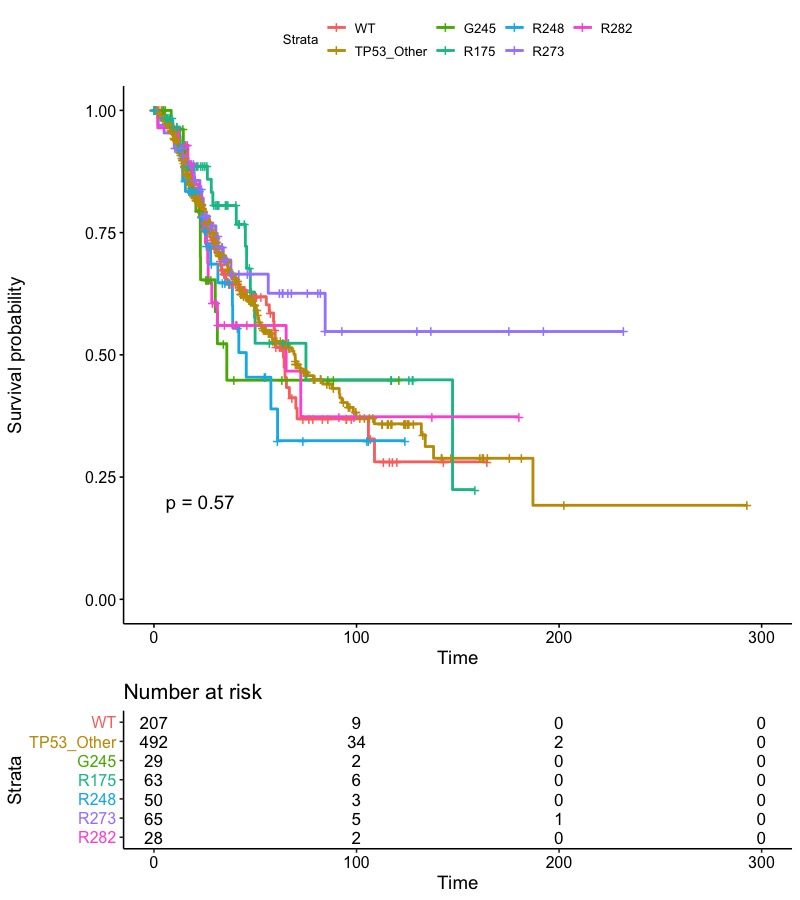 Strata WT G245 R248 R282
TP53_Other R175 R273
Survival probability
1.00
0.75
0.50
0.25
0.00
p = 0.57
0 100 200 300
Time
Number at risk
Strata
WT 207 9 0 0
TP53_Other 492 34 2 0
G245 29 2 0 0
R175 63 6 0 0
R248 50 3 0 0
R273 65 5 1 0
R282 28 2 0 0
0 100 200 300
Time